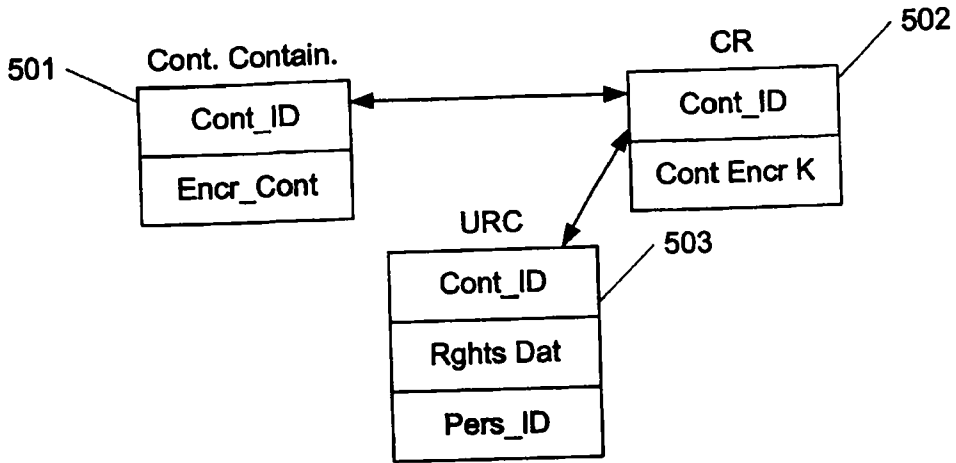 501
Cont. Contain.
Cont_ID
Encr_Cont
CR
502
Cont_ID
Cont Encr K
URC
503
Cont_ID
Rghts Dat
Pers_ID